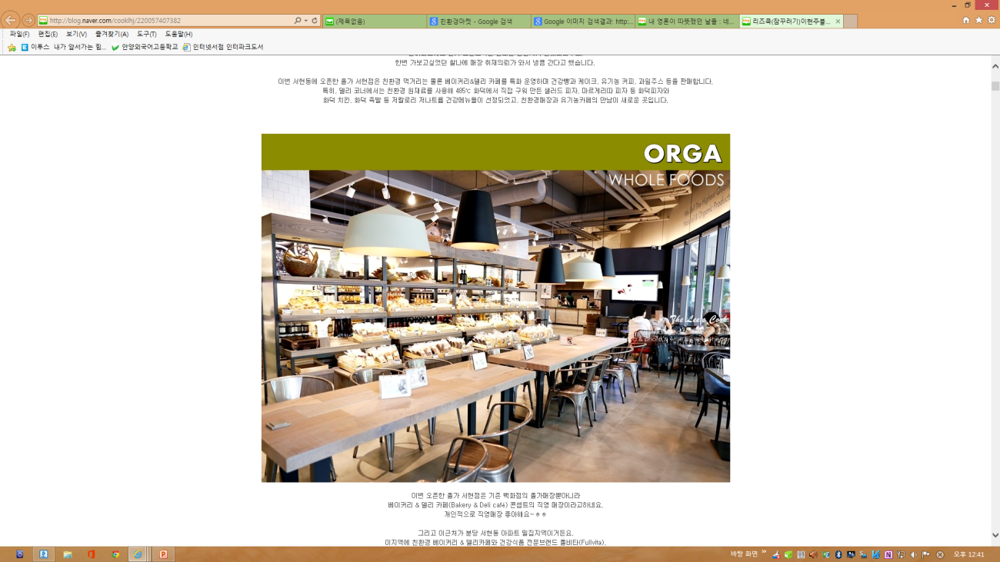 http://blog.naver.com/cooklhj/220057407382
(제목없음)
친환경마켓 - Google 검색
Google 이미지 검색결과: http:...
내 영혼이 따뜻했던 날들 : 네...
리즈쿡(잠꾸러기)이현주블...
파일(F) 편집(E) 보기(V) 즐겨찾기(A) 도구(T) 도움말(H)
이투스 내가 앞서가는 힘... 안양외국어고등학교 인터넷서점 인터파크도서
한번 가보고싶었던 찰나에 매장 취재의뢰가 와서 냉큼 간다고 했습니다.
이번 서현동에 오픈한 올가 서현점은 친환경 먹거리는 물론 베이커리&델리 카페를 특화 운영하며 건강빵과 케이크, 유기농 커피, 과일주스 등을 판매합니다.
특히, 델리 코너에서는 친환경 원재료를 사용해 485℃ 화덕에서 직접 구워 만든 샐러드 피자, 마르게리따 피자 등 화덕피자와
화덕 치킨, 화덕 족발 등 저칼로리 저나트륨 건강메뉴들이 선정되었고, 친환경매장과 유기농카페의 만남이 새로운 곳입니다.
ORGA
WHOLE FOODS
The Lee's Cook
이번 오픈한 올가 서현점은 기존 백화점의 올가매장뿐아니라
베이커리 & 델리 카페(Bakery & Deli café) 콘셉트의 직영 매장이라고하네요.
개인적으로 직영매장 좋아해요~ㅎㅎ
그리고 이근처가 분당 서현동 아파트 밀집지역이거든요.
이지역에 친환경 베이커리 & 델리카페와 건강식품 전문브랜드 풀비타(Fullvita),
바탕 화면
오후 12:41